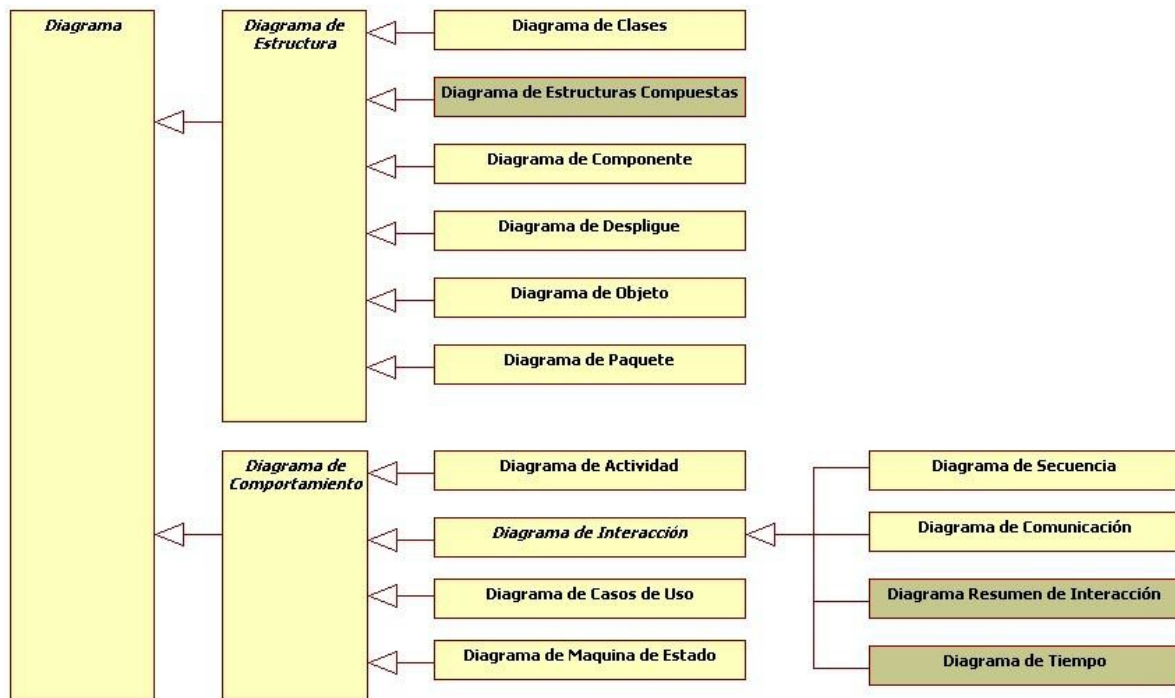 Diagrama
Diagrama de
Estructura
Diagrama de Clases
Diagrama de Estructuras Compuestas
Diagrama de Componente
Diagrama de Despligue
Diagrama de Objeto
Diagrama de Paquete
Diagrama de
Comportamiento
Diagrama de Actividad
Diagrama de Interacción
Diagrama de Casos de Uso
Diagrama de Maquina de Estado
Diagrama de Secuencia
Diagrama de Comunicación
Diagrama Resumen de Interacción
Diagrama de Tiempo